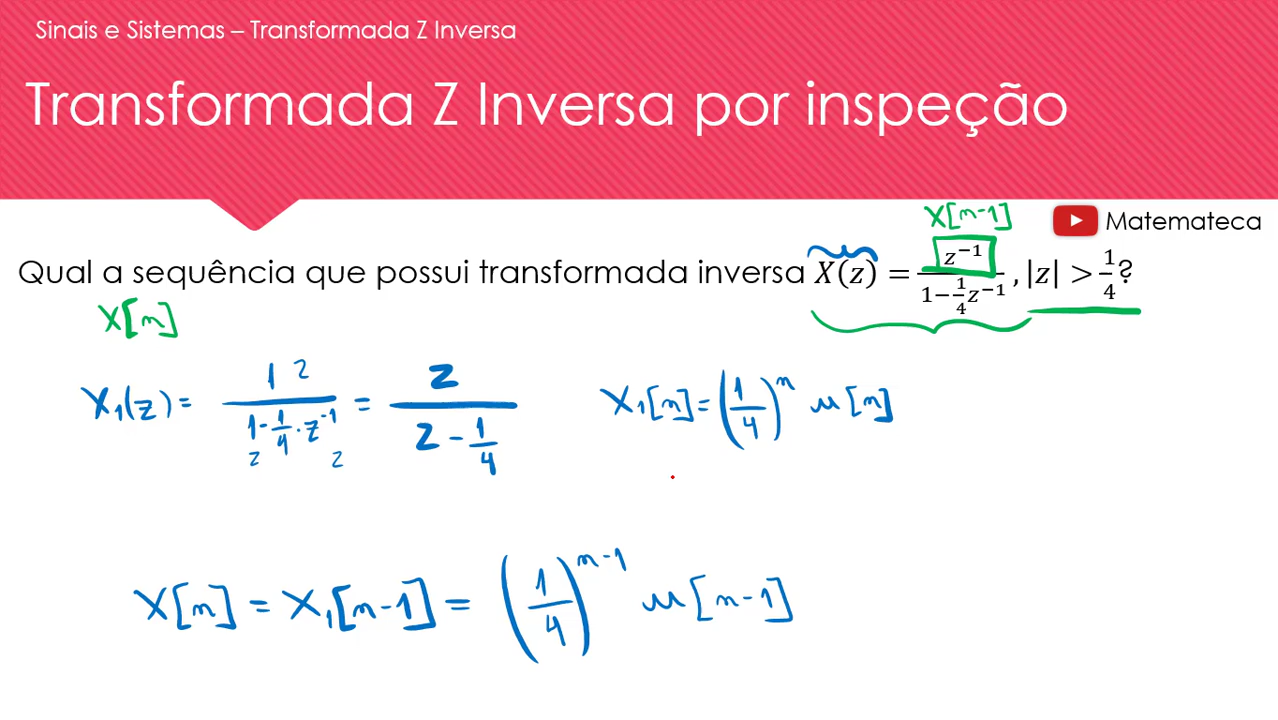 Sinais e Sistemas – Transformada Z Inversa
Transformada Z Inversa por inspeção
Matemateca
X[n-1]
Qual a sequência que possui transformada inversa X(z) = z⁻¹/(1−¼z⁻¹), |z| > 1/4?
X[n]
X₁(z) = 1 z/(1 - 1/4 · z⁻¹) z z = z/(z - 1/4)
X₁[n] = (1/4)ⁿ u[n]
X[n] = X₁[n-1] = (1/4)ⁿ⁻¹ u[n-1]